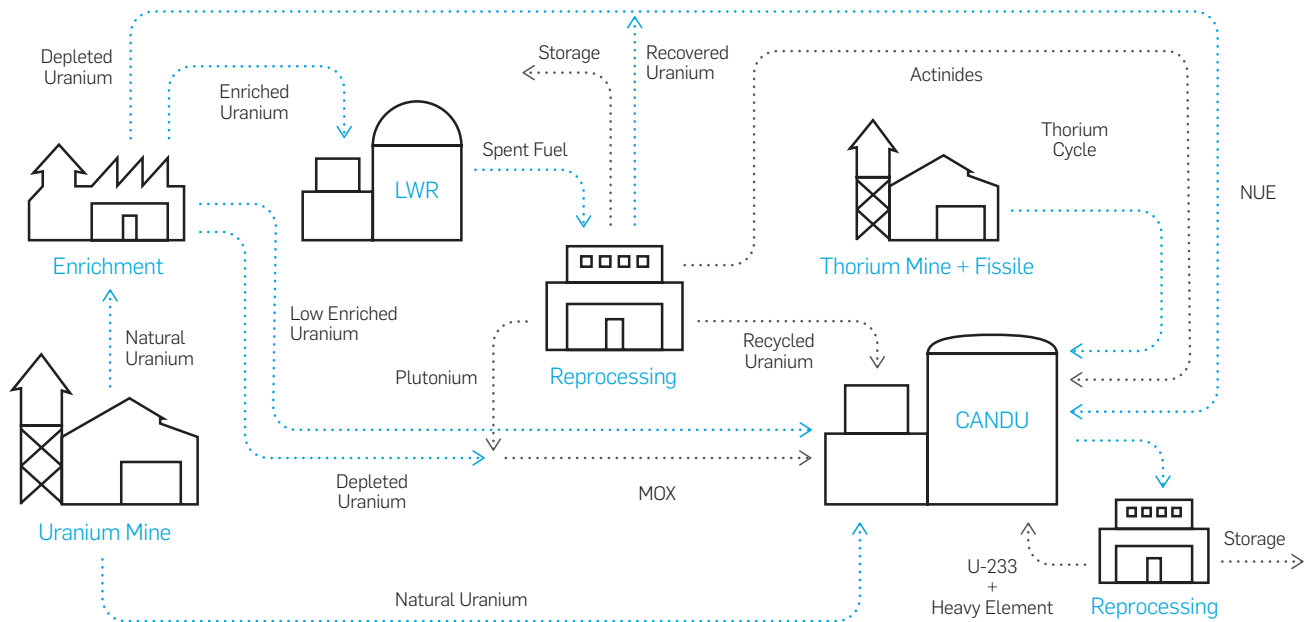 Depleted
Uranium
Enriched
Uranium
Storage
Recovered
Uranium
Actinides
Thorium
Cycle
NUE
LWR
Spent Fuel
Enrichment
Thorium Mine + Fissile
Natural
Uranium
Low Enriched
Uranium
Plutonium
Reprocessing
Recycled
Uranium
CANDU
Depleted
Uranium
MOX
Uranium Mine
Natural Uranium
U-233
+
Heavy Element
Reprocessing
Storage